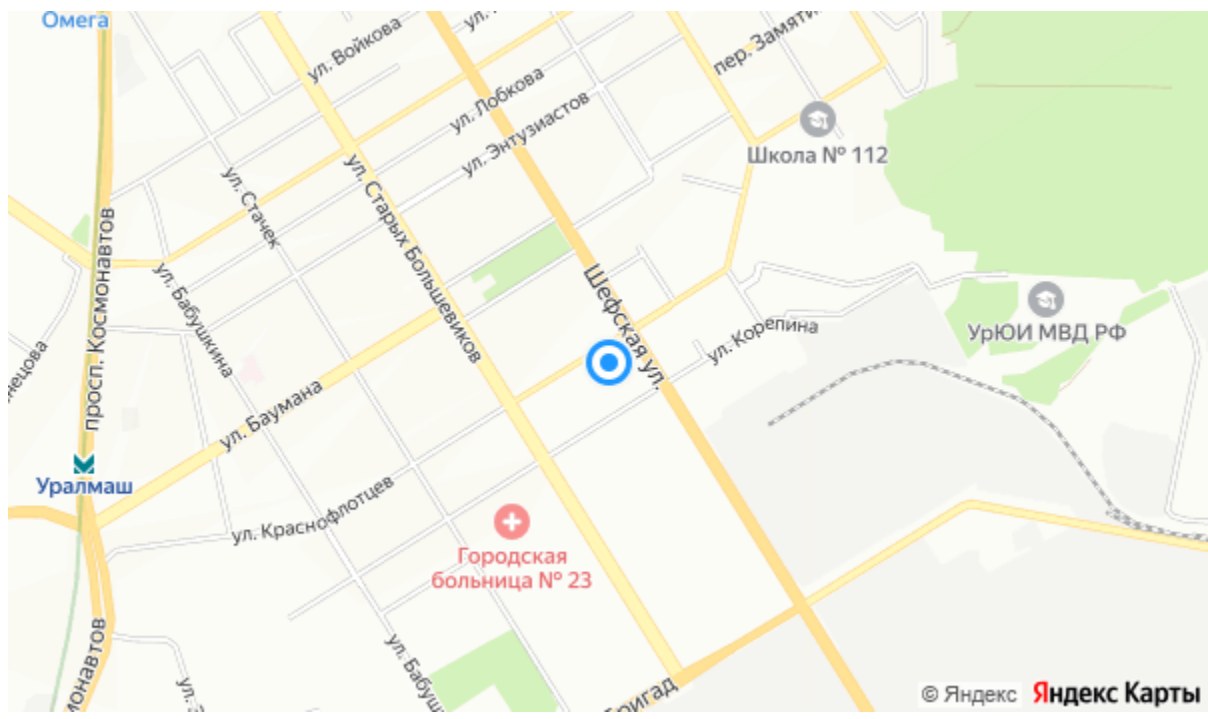 Омега
ул. Войкова
ул. Лобкова
ул. Энтузиастов
пер. Замяти
Школа № 112
ул. Стачек
ул. Старых Большевиков
просп. Космонавтов
ул. Бабушкина
Шефская ул.
ул. Корепина
УрЮИ МВД РФ
нецова
ул. Баумана
Уралмаш
ул. Краснофлотцев
Городская
больница № 23
монавтов
ул. Бабуш
бригад
© Яндекс Яндекс Карты